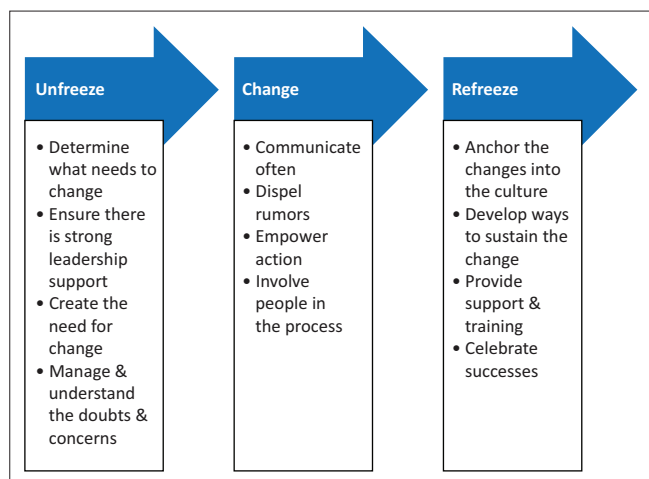 Unfreeze
• Determine
what needs to
change
• Ensure there
is strong
leadership
support
• Create the
need for
change
• Manage &
understand
the doubts &
concerns
Change
• Communicate
often
• Dispel
rumors
• Empower
action
• Involve
people in
the process
Refreeze
• Anchor the
changes into
the culture
• Develop ways
to sustain the
change
• Provide
support &
training
• Celebrate
successes